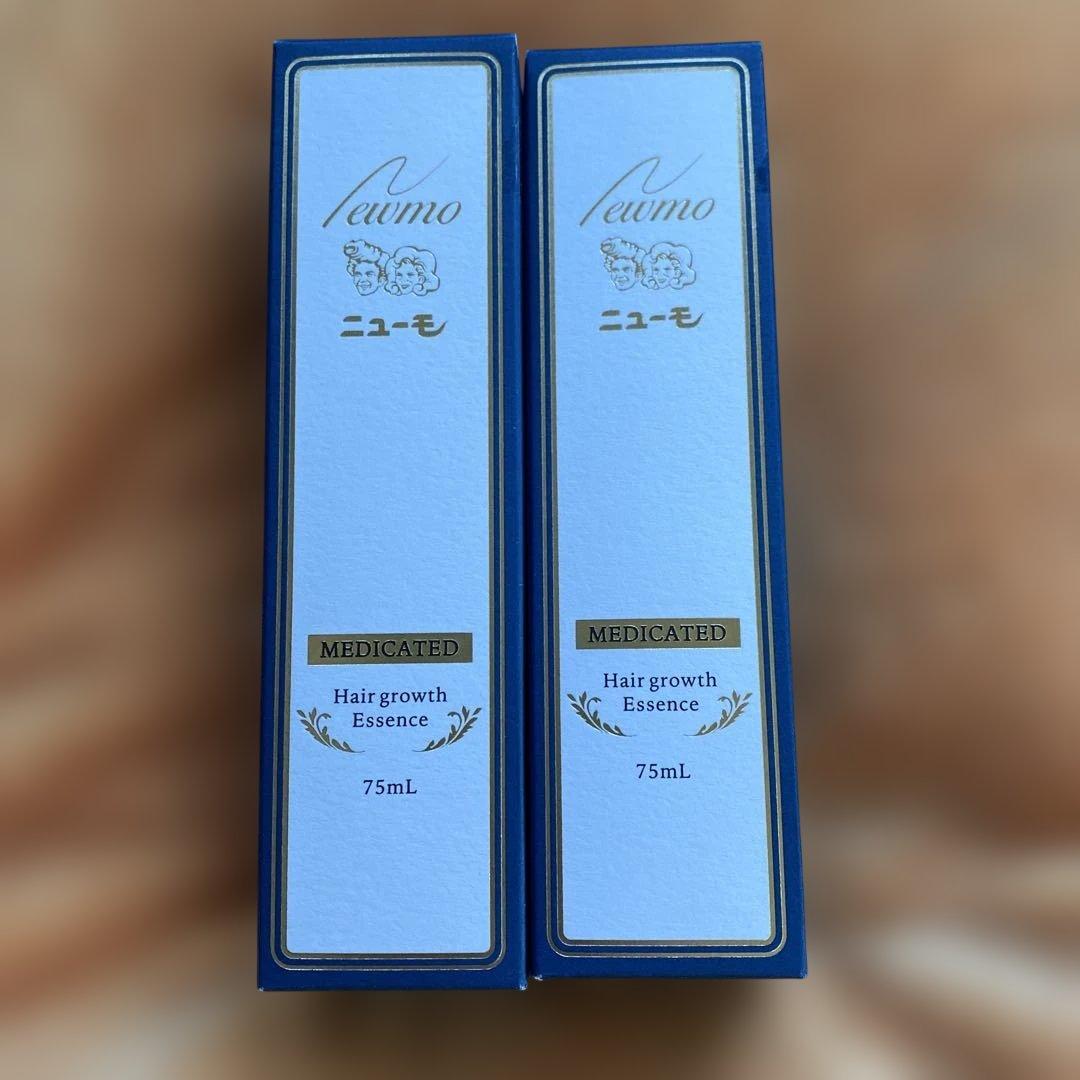 Newmo
ニューモ
MEDICATED
Hair growth
Essence
75mL
Newmo
ニューモ
MEDICATED
Hair growth
Essence
75mL